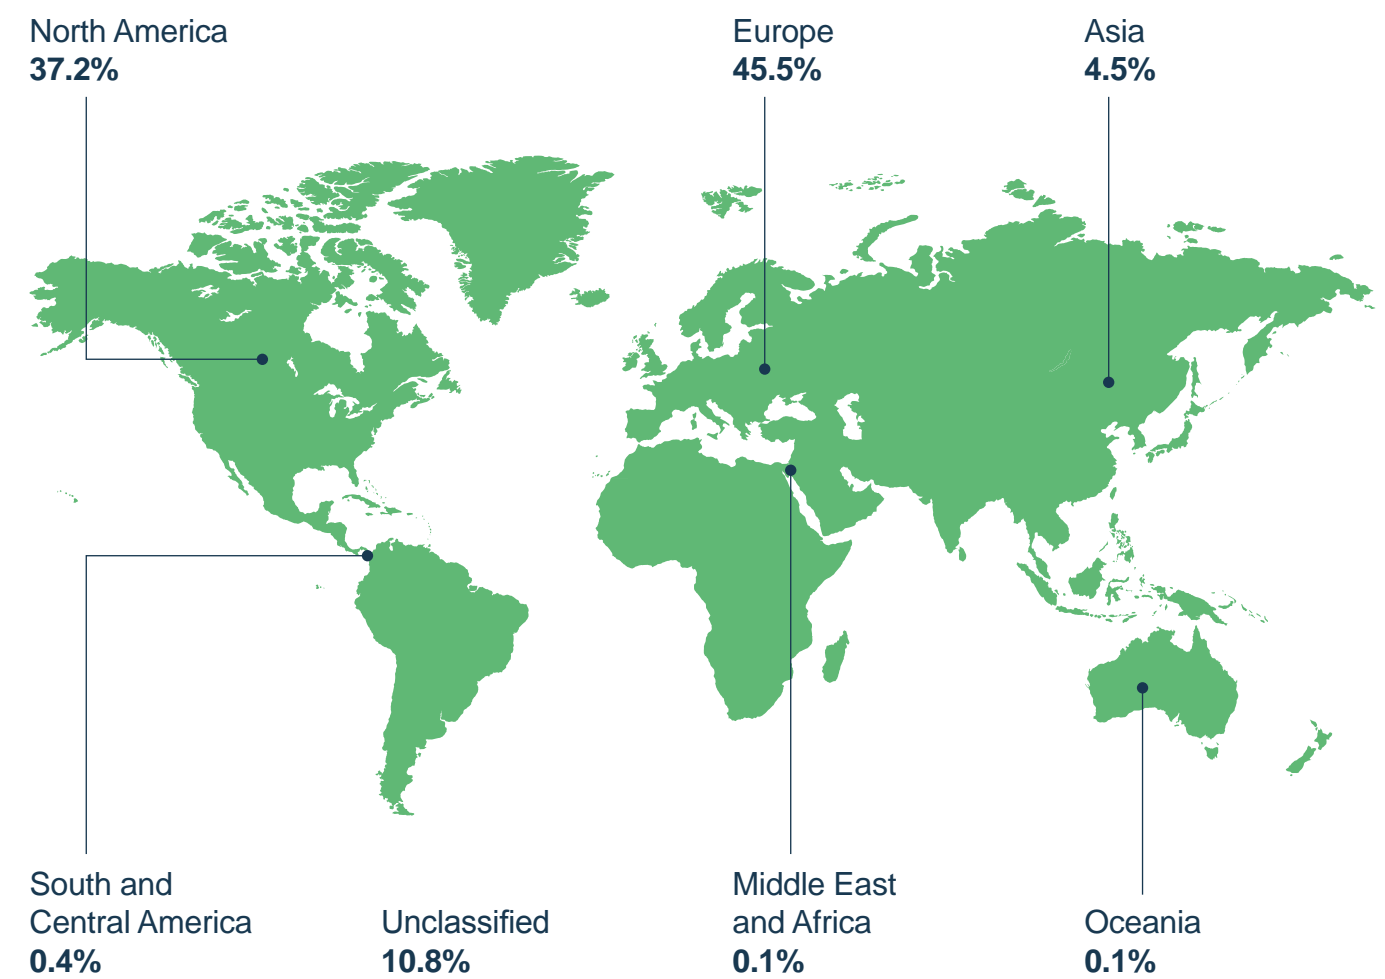 North America
37.2%
Europe
45.5%
Asia
4.5%
South and
Central America
0.4%
Unclassified
10.8%
Middle East
and Africa
0.1%
Oceania
0.1%